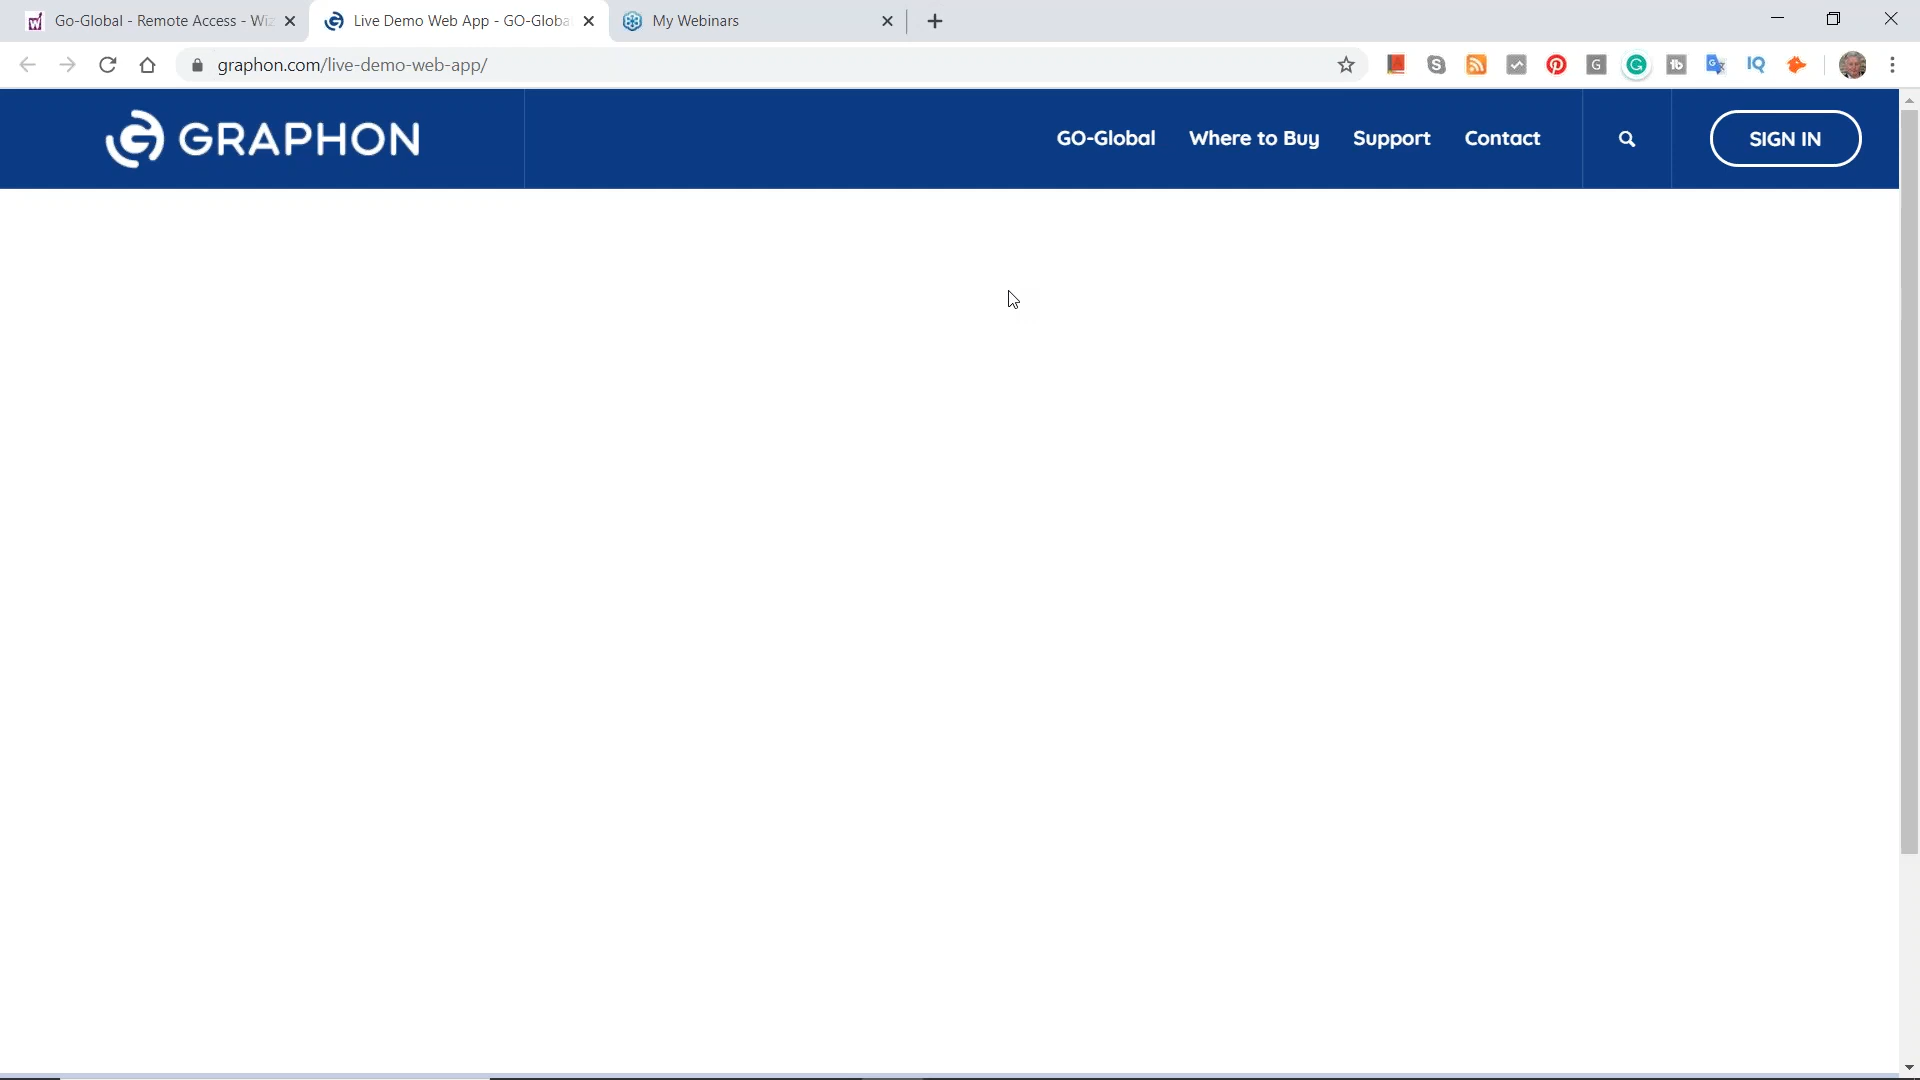 Go-Global - Remote Access - Wiz
Live Demo Web App - GO-Globa
My Webinars
graphon.com/live-demo-web-app/
GRAPHON
GO-Global
Where to Buy
Support
Contact
SIGN IN